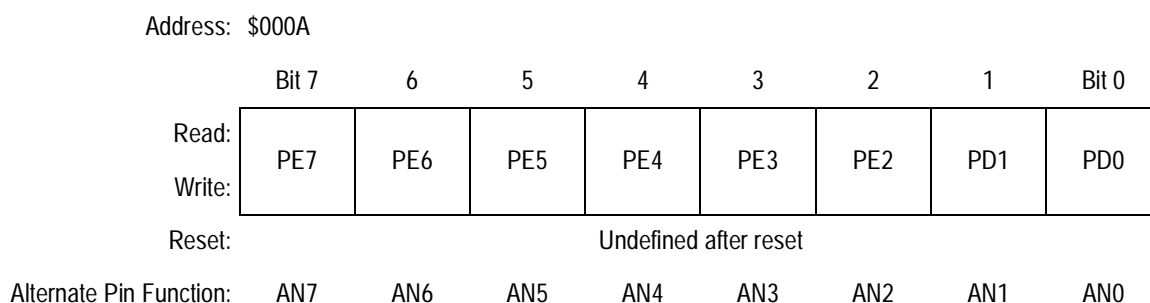 Address: $000A
Bit 7 6 5 4 3 2 1 Bit 0
Read:
PE7 PE6 PE5 PE4 PE3 PE2 PD1 PD0
Write:
Reset: Undefined after reset
Alternate Pin Function: AN7 AN6 AN5 AN4 AN3 AN2 AN1 AN0